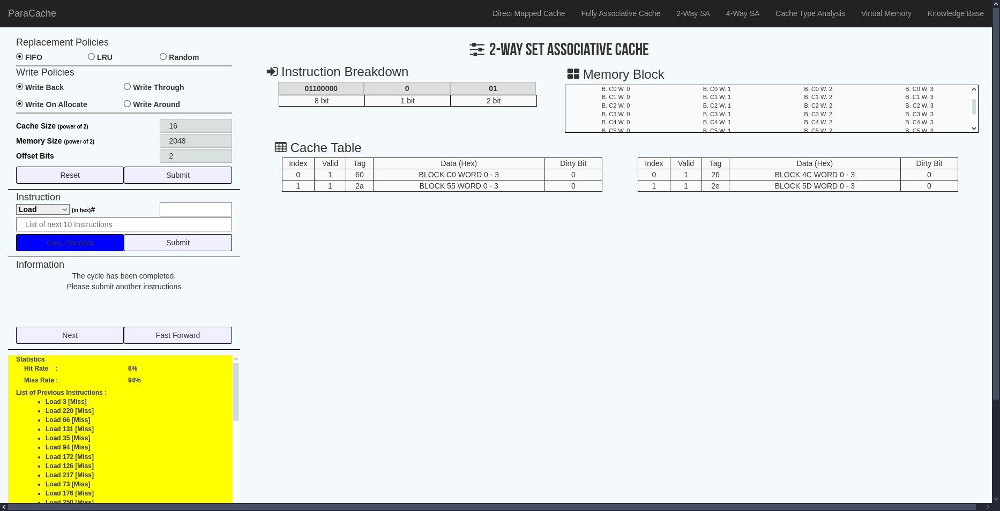 ParaCache
Direct Mapped Cache Fully Associative Cache 2-Way SA 4-Way SA Cache Type Analysis Virtual Memory Knowledge Base
Replacement Policies
FIFO LRU Random
Write Policies
Write Back Write Through
Write On Allocate Write Around
Cache Size (power of 2) 16
Memory Size (power of 2) 2048
Offset Bits 2
Reset Submit
Instruction
Load (in hex)#
List of next 10 Instructions
Gen. Random Submit
Information
The cycle has been completed.
Please submit another instructions
Next Fast Forward
Statistics
Hit Rate : 6%
Miss Rate : 94%
List of Previous Instructions :
• Load 3 [Miss]
• Load 220 [Miss]
• Load 66 [Miss]
• Load 131 [Miss]
• Load 35 [Miss]
• Load 94 [Miss]
• Load 172 [Miss]
• Load 126 [Miss]
• Load 217 [Miss]
• Load 73 [Miss]
• Load 176 [Miss]
• Load 250 [Miss]
2-WAY SET ASSOCIATIVE CACHE
Instruction Breakdown
01100000 0 01
8 bit 1 bit 2 bit
Memory Block
B. C0 W. 0 B. C0 W. 1 B. C0 W. 2 B. C0 W. 3
B. C1 W. 0 B. C1 W. 1 B. C1 W. 2 B. C1 W. 3
B. C2 W. 0 B. C2 W. 1 B. C2 W. 2 B. C2 W. 3
B. C3 W. 0 B. C3 W. 1 B. C3 W. 2 B. C3 W. 3
B. C4 W. 0 B. C4 W. 1 B. C4 W. 2 B. C4 W. 3
B. C5 W. 0 B. C5 W. 1 B. C5 W. 2 B. C5 W. 3
Cache Table
Index Valid Tag Data (Hex) Dirty Bit
0 1 60 BLOCK C0 WORD 0 - 3 0
1 1 2a BLOCK 55 WORD 0 - 3 0
Index Valid Tag Data (Hex) Dirty Bit
0 1 26 BLOCK 4C WORD 0 - 3 0
1 1 2e BLOCK 5D WORD 0 - 3 0